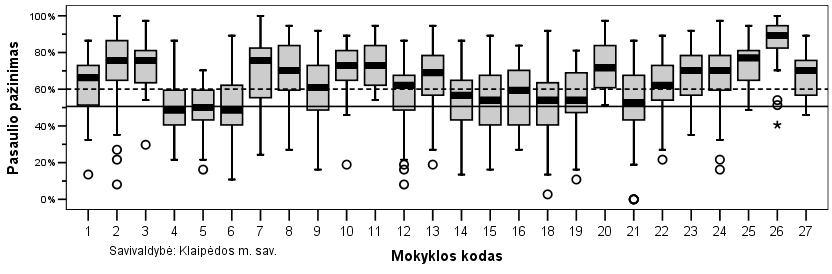 Pasaulio pažinimas
100%
80%
60%
40%
20%
0%
1 2 3 4 5 6 7 8 9 10 11 12 13 14 15 16 18 19 20 21 22 23 24 25 26 27
Savivaldybė: Klaipėdos m. sav.
Mokyklos kodas